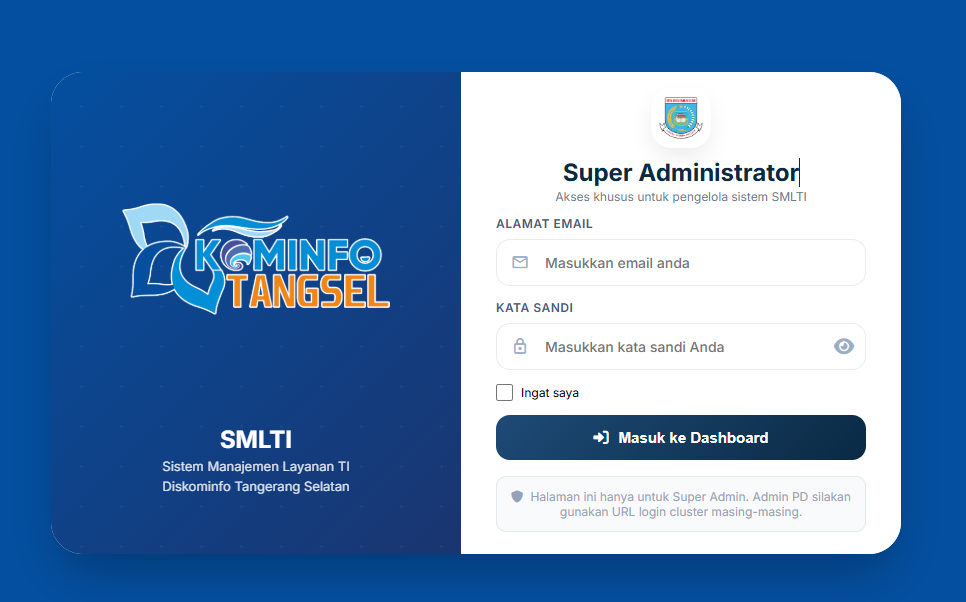 KOMINFO
TANGSEL
SMLTI
Sistem Manajemen Layanan TI
Diskominfo Tangerang Selatan
Super Administrator
Akses khusus untuk pengelola sistem SMLTI
ALAMAT EMAIL
Masukkan email anda
KATA SANDI
Masukkan kata sandi Anda
Ingat saya
Masuk ke Dashboard
Halaman ini hanya untuk Super Admin. Admin PD silakan
gunakan URL login cluster masing-masing.